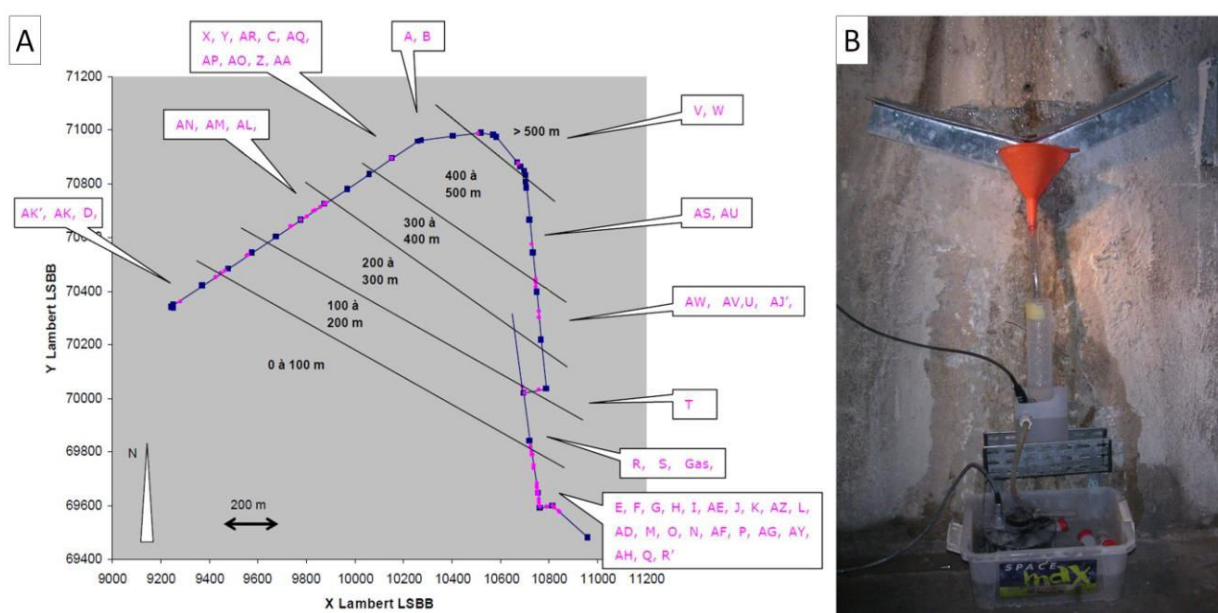 A
X, Y, AR, C, AQ,
AP, AO, Z, AA
A, B
B
71200
AN, AM, AL,
71000
> 500 m
V, W
70800
400 à
500 m
AK', AK, D,
AS, AU
70600
300 à
400 m
70400
200 à
300 m
AW, AV,U, AJ',
100 à
200 m
70200
0 à 100 m
T
70000
69800
R, S, Gas,
N
69600
200 m
E, F, G, H, I, AE, J, K, AZ, L,
AD, M, O, N, AF, P, AG, AY,
AH, Q, R'
69400
9000 9200 9400 9600 9800 10000 10200 10400 10600 10800 11000 11200
X Lambert LSBB
Y Lambert LSBB
SPACE
max